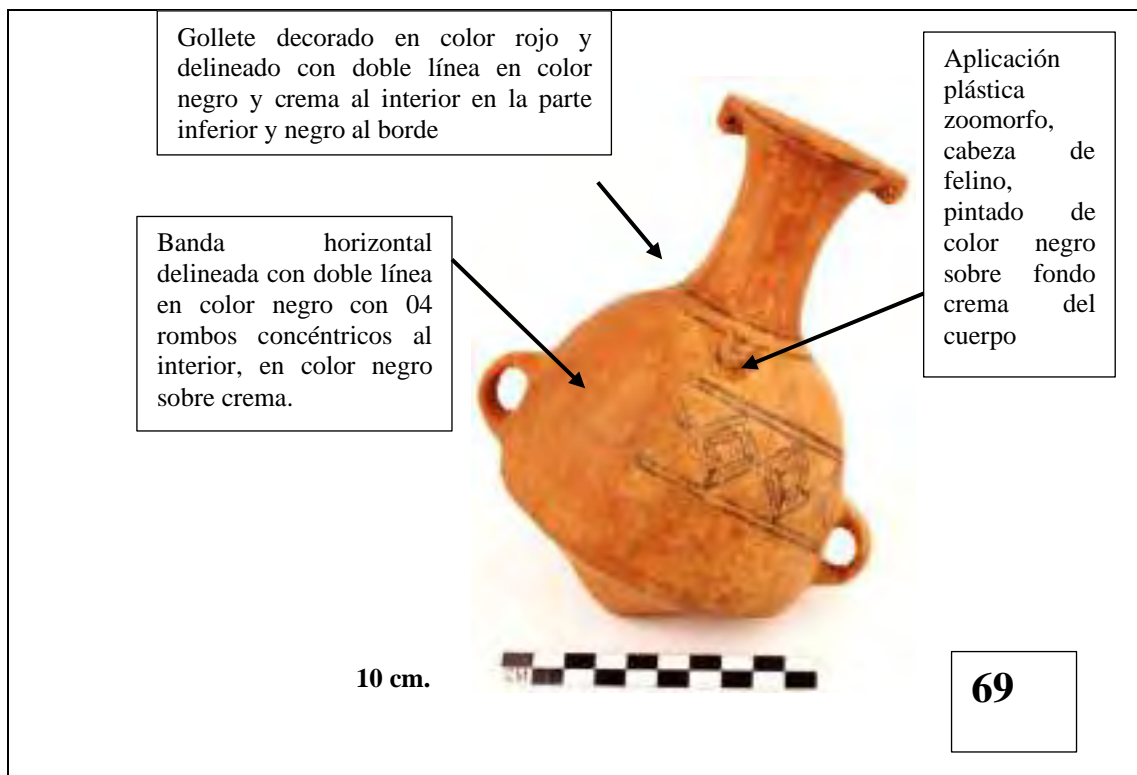 Gollete decorado en color rojo y
delineado con doble línea en color
negro y crema al interior en la parte
inferior y negro al borde
Aplicación
plástica
zoomorfo,
cabeza de
felino,
pintado de
color negro
sobre fondo
crema del
cuerpo
Banda horizontal
delineada con doble línea
en color negro con 04
rombos concéntricos al
interior, en color negro
sobre crema.
10 cm.
69